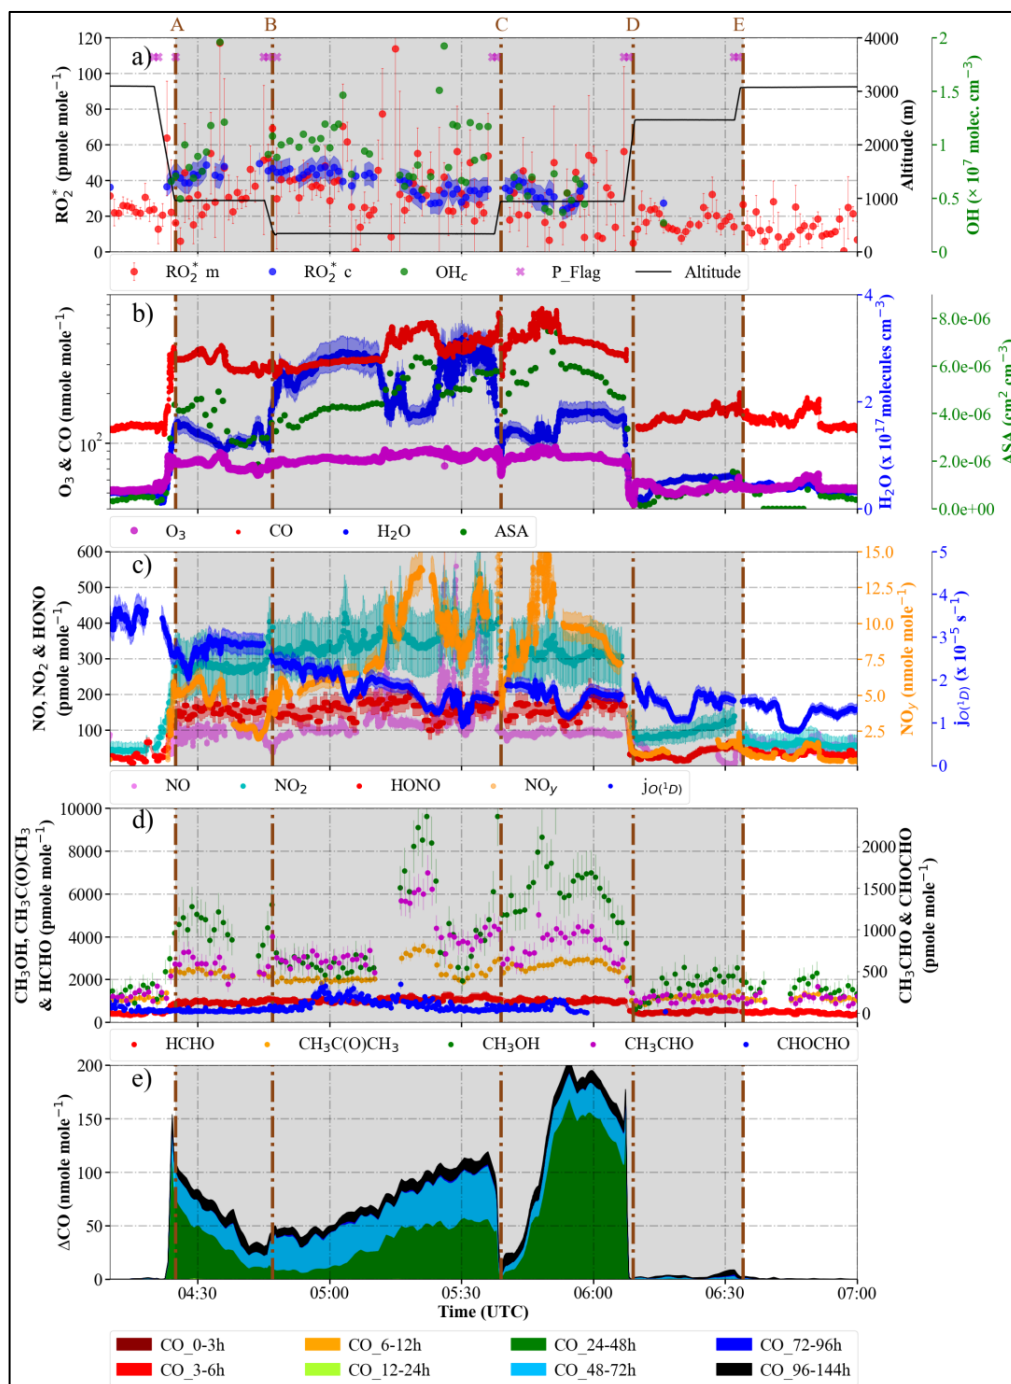 A B C D E
a)
120
100
80
60
40
20
0
RO₂* (pmole mole⁻¹)
4000
3000
2000
1000
0
Altitude (m)
2
1.5
1
0.5
0
OH (× 10⁷ molec. cm⁻³)
RO₂* m RO₂* c OH꜀ P_Flag Altitude
b)
10²
O₃ & CO (nmole mole⁻¹)
4
2
0
H₂O (x 10¹⁷ molecules cm⁻³)
8.0e-06
6.0e-06
4.0e-06
2.0e-06
0.0e+00
ASA (cm² cm⁻³)
O₃ CO H₂O ASA
c)
600
500
400
300
200
100
NO, NO₂ & HONO
(pmole mole⁻¹)
15.0
12.5
10.0
7.5
5.0
2.5
NOy (nmole mole⁻¹)
5
4
3
2
1
0
jO(¹D) (x 10⁻⁵ s⁻¹)
NO NO₂ HONO NOy jO(¹D)
d)
10000
8000
6000
4000
2000
0
CH₃OH, CH₃C(O)CH₃
& HCHO (pmole mole⁻¹)
2000
1500
1000
500
0
CH₃CHO & CHOCHO
(pmole mole⁻¹)
HCHO CH₃C(O)CH₃ CH₃OH CH₃CHO CHOCHO
e)
200
150
100
50
0
ΔCO (nmole mole⁻¹)
04:30 05:00 05:30 06:00 06:30 07:00
Time (UTC)
CO_0-3h CO_6-12h CO_24-48h CO_72-96h
CO_3-6h CO_12-24h CO_48-72h CO_96-144h